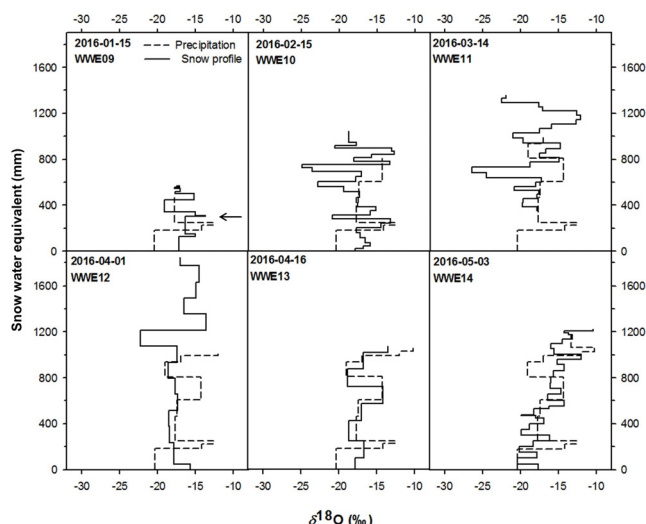 -30 -25 -20 -15 -10 -30 -25 -20 -15 -10 -30 -25 -20 -15 -10
2016-01-15
WWE09
Precipitation
Snow profile
2016-02-15
WWE10
2016-03-14
WWE11
1600
1200
800
400
0
1600
1200
800
400
0
2016-04-01
WWE12
2016-04-16
WWE13
2016-05-03
WWE14
1600
1200
800
400
0
1600
1200
800
400
0
-30 -25 -20 -15 -10 -30 -25 -20 -15 -10 -30 -25 -20 -15 -10
Snow water equivalent (mm)
δ18O (‰)